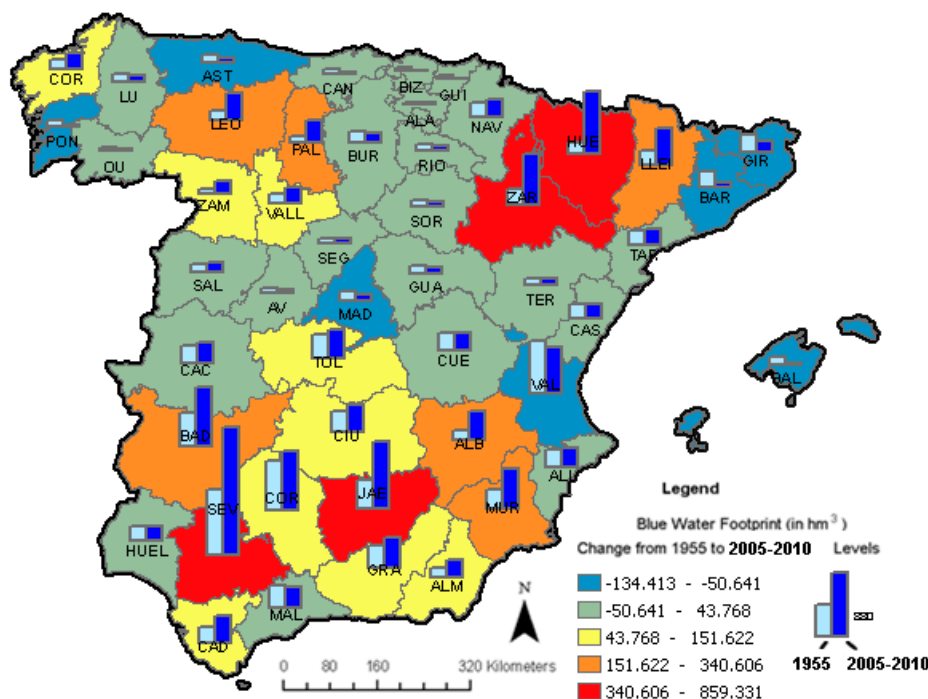 COR
LU
AST
CAN
BIZ
GUI
ALA
NAV
PON
OU
LEO
PAL
BUR
RIO
HUE
LLEI
GIR
BAR
ZAM
VALL
SOR
ZAR
TAR
SEG
SAL
AV
MAD
GUA
TER
CAS
TOL
CUE
VAL
BAL
CAC
BAD
CIU
ALB
ALI
SEV
COR
JAE
MUR
HUEL
GRA
ALM
MAL
CAD
N
0 80 160 320 Kilometers
Legend
Blue Water Footprint (in hm³)
Change from 1955 to 2005-2010 Levels
-134.413 - -50.641
-50.641 - 43.768
43.768 - 151.622
151.622 - 340.606
340.606 - 859.331
1955 2005-2010